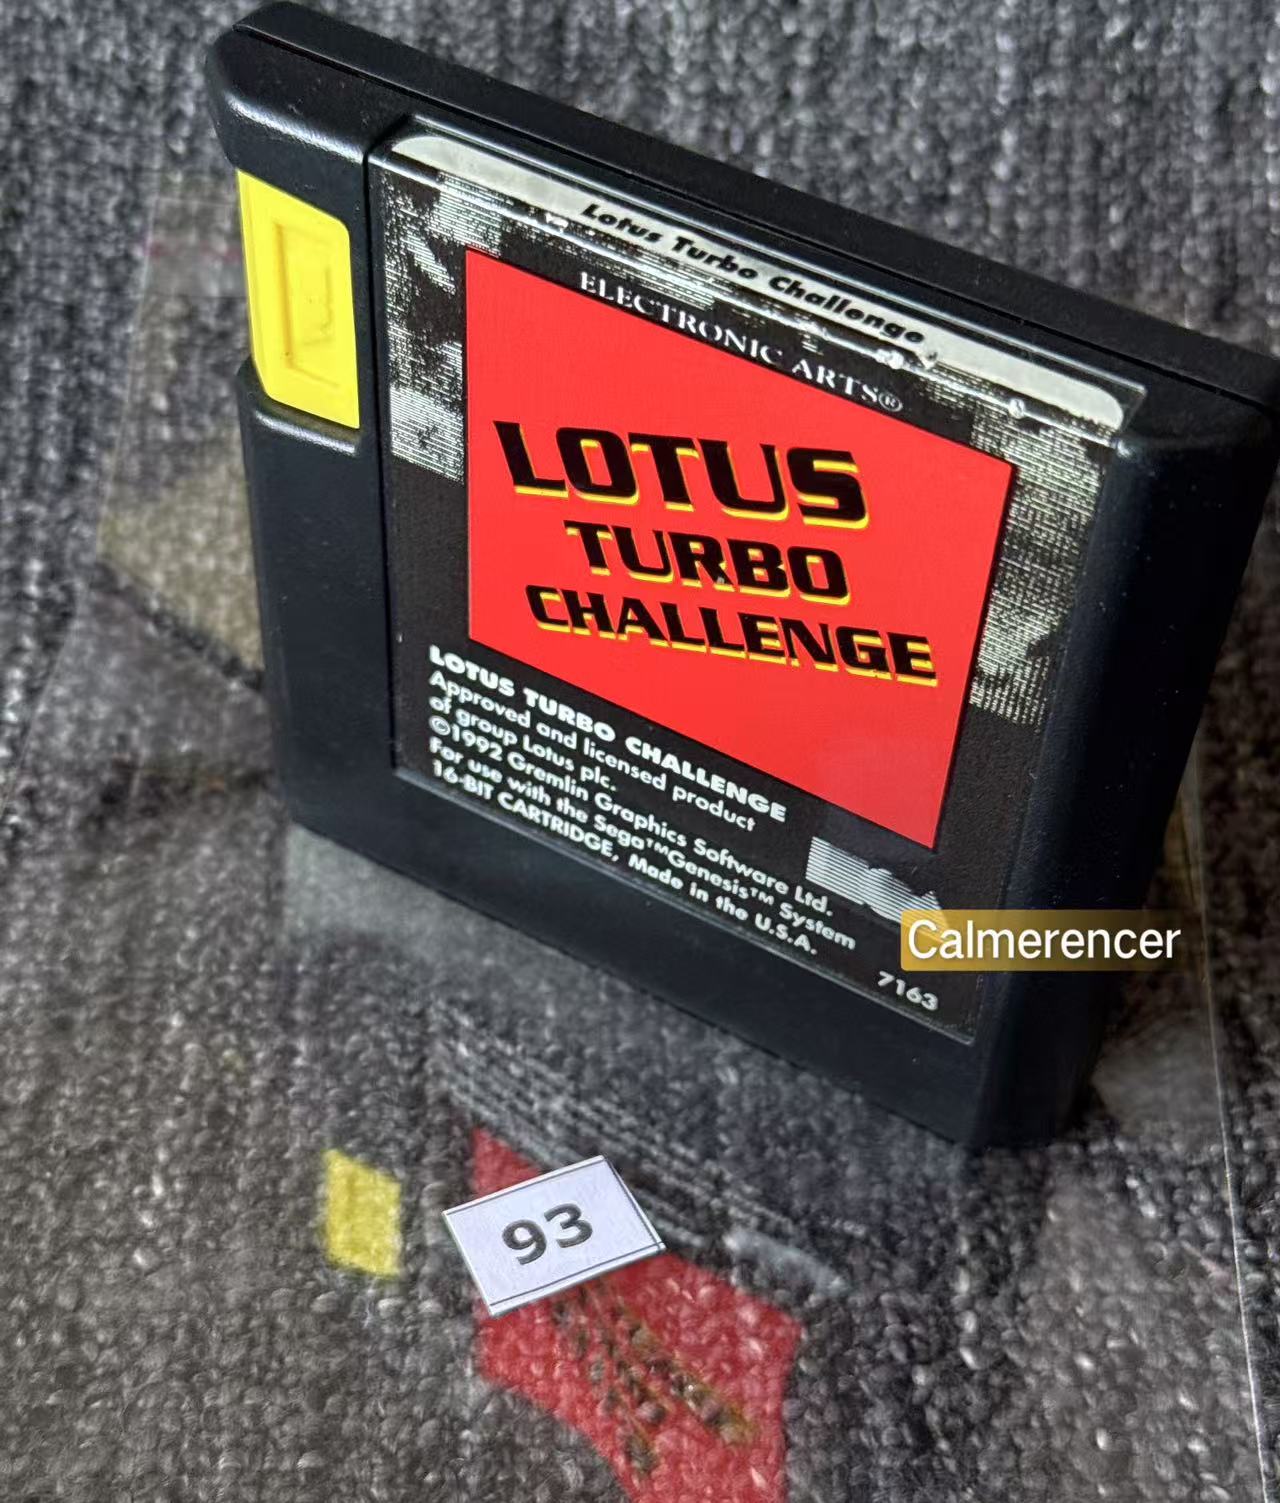 Lotus Turbo Challenge
ELECTRONIC ARTS®
LOTUS
TURBO
CHALLENGE
LOTUS TURBO CHALLENGE
Approved and licensed product
of group Lotus plc.
©1992 Gremlin Graphics Software Ltd.
For use with the Sega™Genesis™ System
16-BIT CARTRIDGE, Made in the U.S.A.
Calmerencer
7163
93